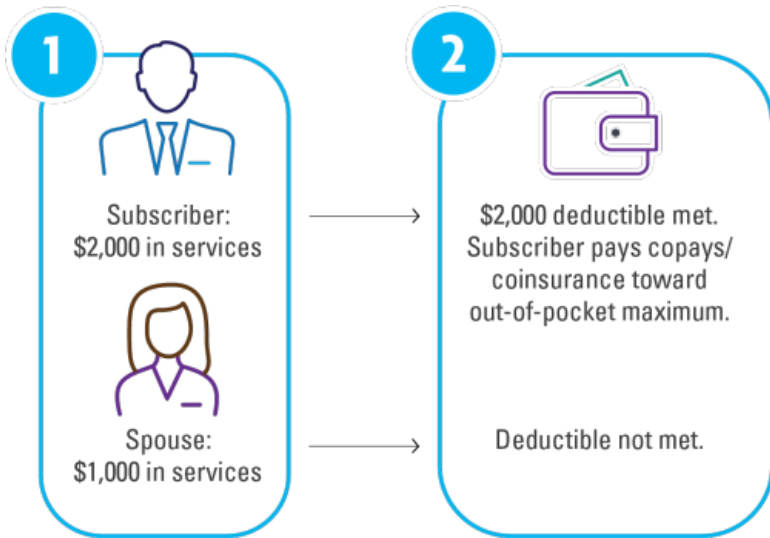 1
Subscriber:
$2,000 in services
Spouse:
$1,000 in services
2
$2,000 deductible met.
Subscriber pays copays/
coinsurance toward
out-of-pocket maximum.
Deductible not met.